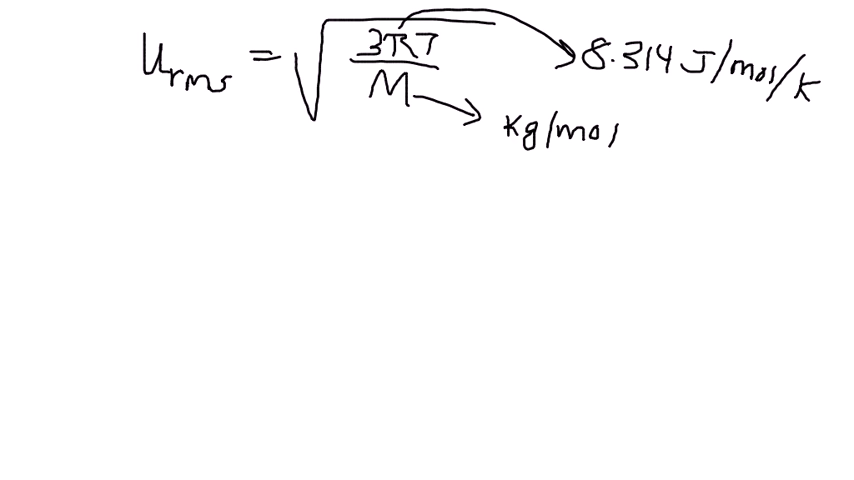 Urms = √(3RT/M) → 8.314 J/mol/K
→ kg/mol